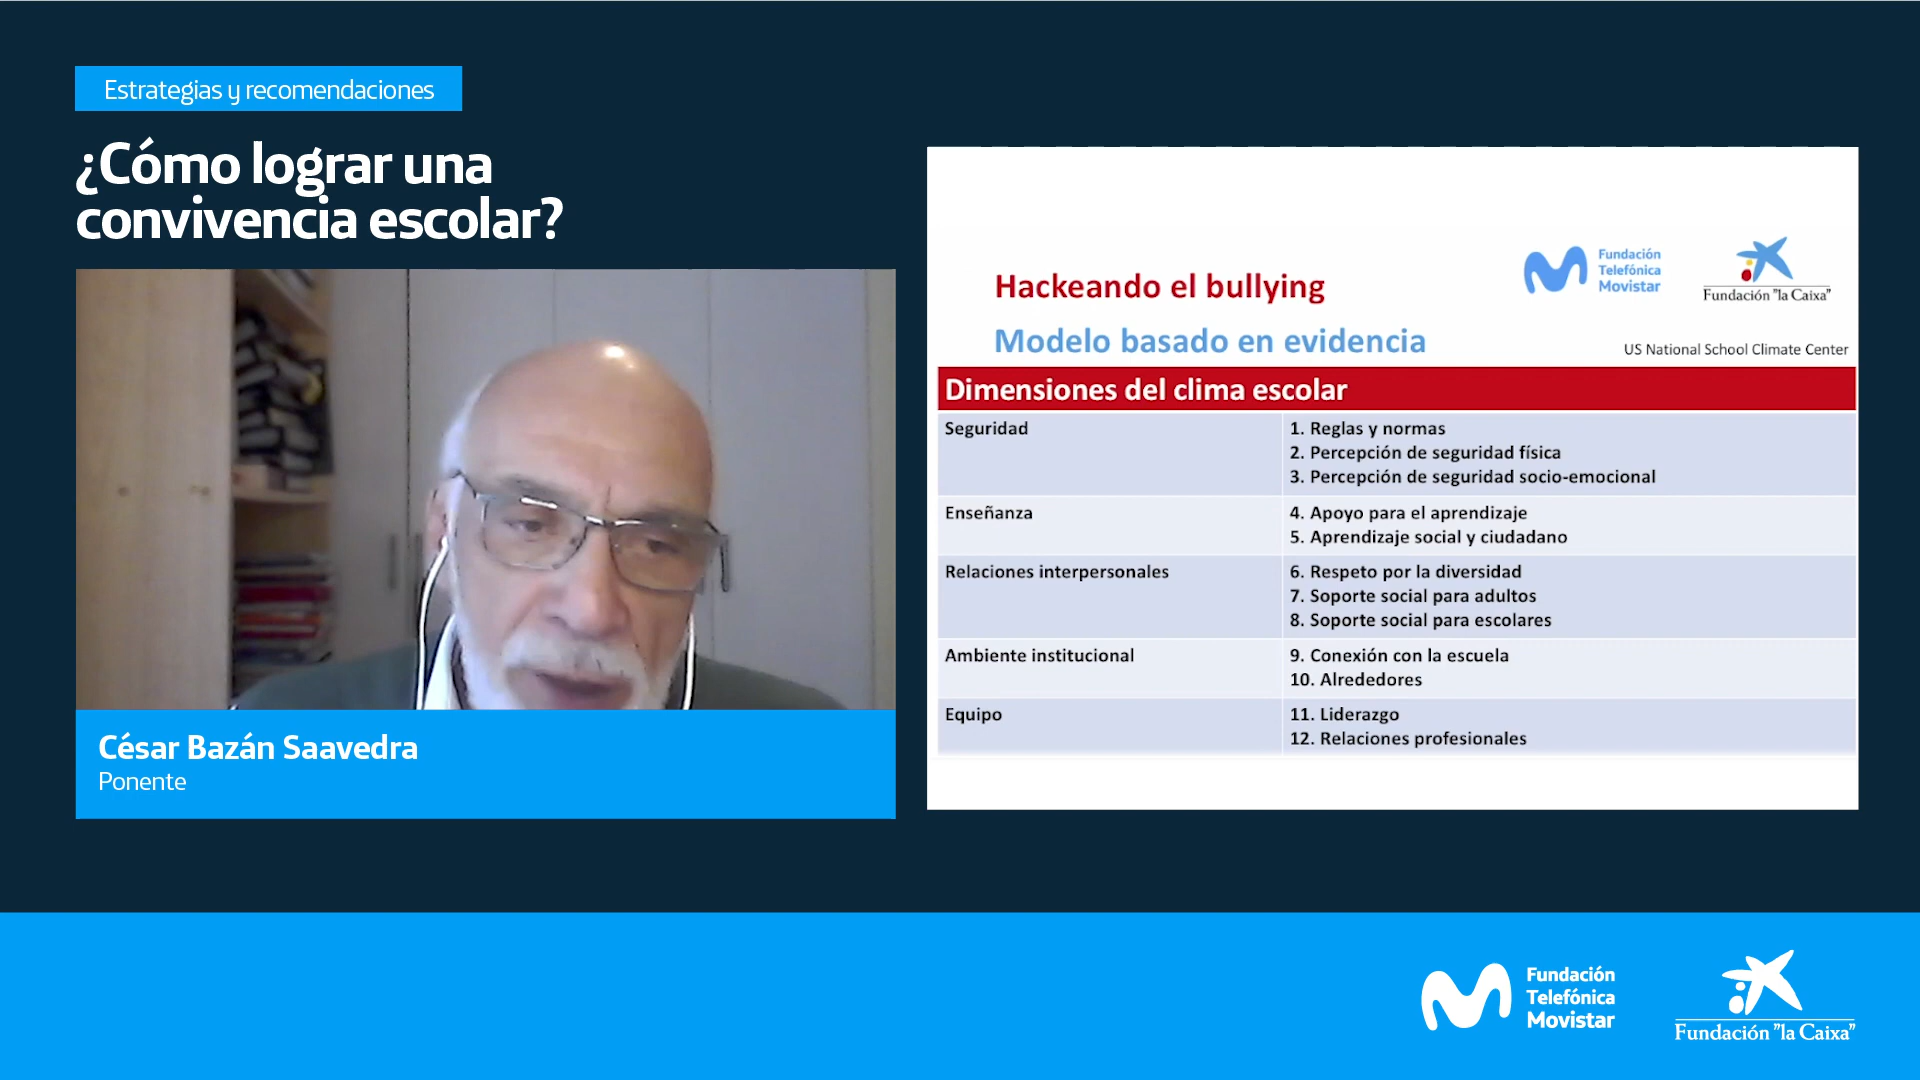 Estrategias y recomendaciones
¿Cómo lograr una
convivencia escolar?
César Bazán Saavedra
Ponente
Hackeando el bullying
Modelo basado en evidencia
Fundación
Telefónica
Movistar
Fundación "la Caixa"
US National School Climate Center
Dimensiones del clima escolar
Seguridad
1. Reglas y normas
2. Percepción de seguridad física
3. Percepción de seguridad socio-emocional
Enseñanza
4. Apoyo para el aprendizaje
5. Aprendizaje social y ciudadano
Relaciones interpersonales
6. Respeto por la diversidad
7. Soporte social para adultos
8. Soporte social para escolares
Ambiente institucional
9. Conexión con la escuela
10. Alrededores
Equipo
11. Liderazgo
12. Relaciones profesionales
Fundación
Telefónica
Movistar
Fundación "la Caixa"